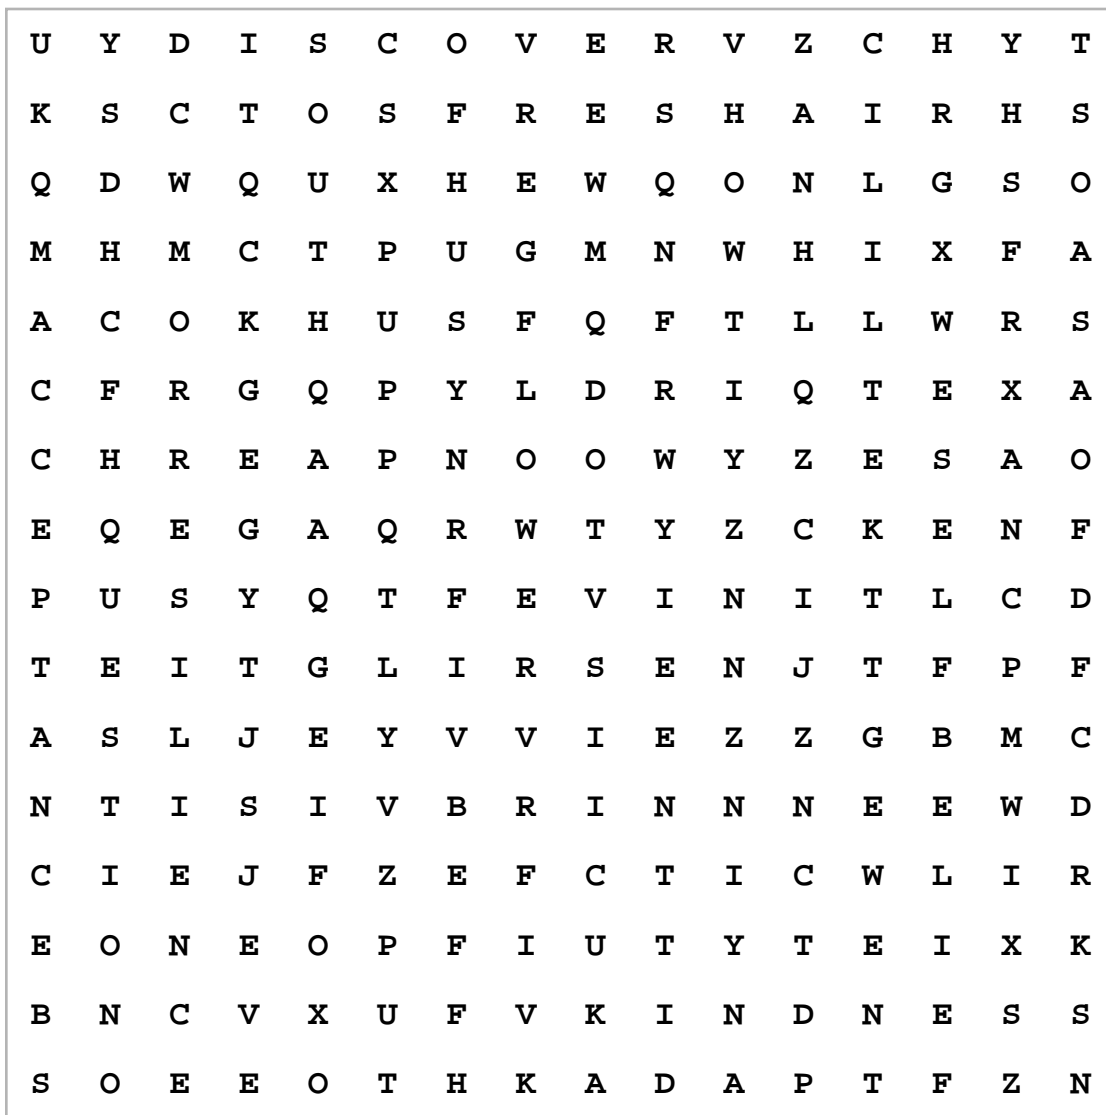 U Y D I S C O V E R V Z C H Y T
K S C T O S F R E S H A I R H S
Q D W Q U X H E W Q O N L G S O
M H M C T P U G M N W H I X F A
A C O K H U S F Q F T L L W R S
C F R G Q P Y L D R I Q T E X A
C H R E A P N O O W Y Z E S A O
E Q E G A Q R W T Y Z C K E N F
P U S Y Q T F E V I N I T L C D
T E I T G L I R S E N J T F P F
A S L J E Y V V I E Z Z G B M C
N T I S I V B R I N N N E E W D
C I E J F Z E F C T I C W L I R
E O N E O P F I U T Y T E I X K
B N C V X U F V K I N D N E S S
S O E E O T H K A D A P T F Z N